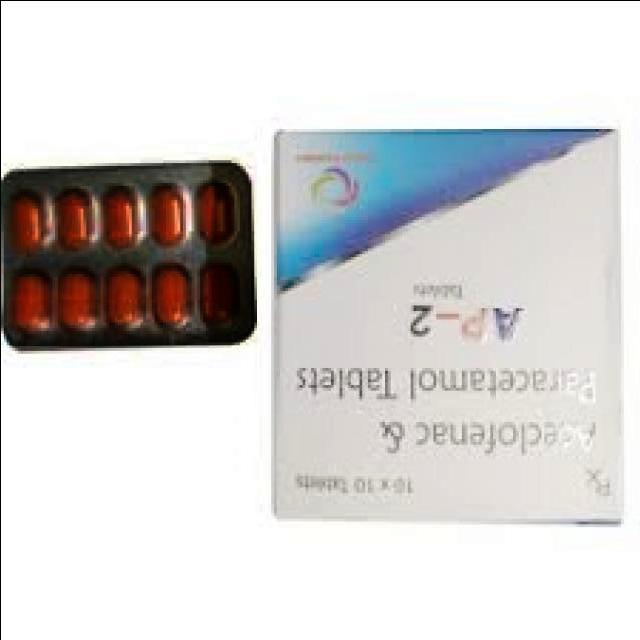 Rx
10 x 10 Tablets
Aceclofenac &
Paracetamol Tablets
AP-2
Tablets